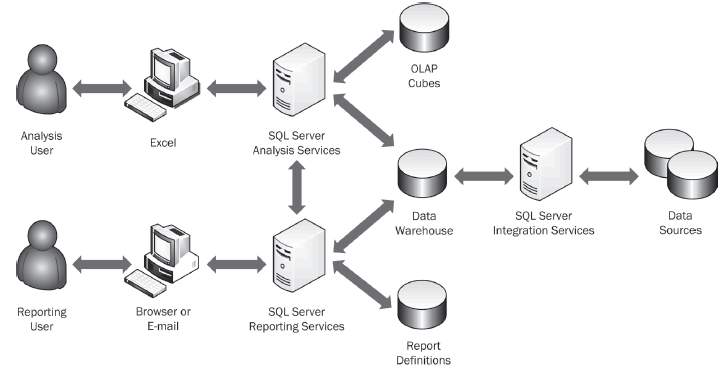 OLAP
Cubes
Analysis
User
Excel
SQL Server
Analysis Services
Data
Warehouse
SQL Server
Integration Services
Data
Sources
Reporting
User
Browser or
E-mail
SQL Server
Reporting Services
Report
Definitions